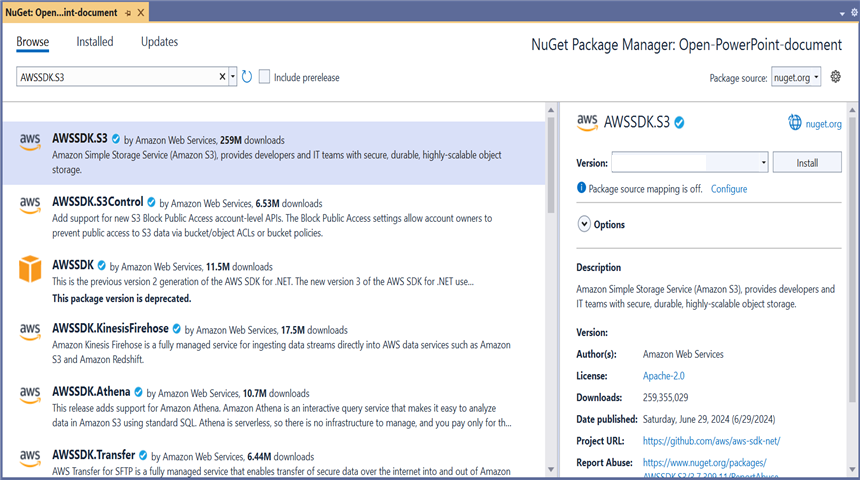 NuGet: Open...int-document
Browse
Installed
Updates
NuGet Package Manager: Open-PowerPoint-document
AWSSDK.S3
Include prerelease
Package source: nuget.org
aws
AWSSDK.S3 by Amazon Web Services, 259M downloads
Amazon Simple Storage Service (Amazon S3), provides developers and IT teams with secure, durable, highly-scalable object
storage.
aws
AWSSDK.S3Control by Amazon Web Services, 6.53M downloads
Add support for new S3 Block Public Access account-level APIs. The Block Public Access settings allow account owners to
prevent public access to S3 data via bucket/object ACLs or bucket policies.
AWSSDK by Amazon Web Services, 11.5M downloads
This is the previous version 2 generation of the AWS SDK for .NET. The new version 3 of the AWS SDK for .NET use...
This package version is deprecated.
aws
AWSSDK.KinesisFirehose by Amazon Web Services, 17.5M downloads
Amazon Kinesis Firehose is a fully managed service for ingesting data streams directly into AWS data services such as Amazon
S3 and Amazon Redshift.
aws
AWSSDK.Athena by Amazon Web Services, 10.7M downloads
This release adds support for Amazon Athena. Amazon Athena is an interactive query service that makes it easy to analyze
data in Amazon S3 using standard SQL. Athena is serverless, so there is no infrastructure to manage, and you pay only for th...
aws
AWSSDK.Transfer by Amazon Web Services, 6.44M downloads
AWS Transfer for SFTP is a fully managed service that enables transfer of secure data over the internet into and out of Amazon
aws
AWSSDK.S3
nuget.org
Version:
Install
Package source mapping is off. Configure
Options
Description
Amazon Simple Storage Service (Amazon S3), provides developers and
IT teams with secure, durable, highly-scalable object storage.
Version:
Author(s): Amazon Web Services
License: Apache-2.0
Downloads: 259,355,029
Date published: Saturday, June 29, 2024 (6/29/2024)
Project URL: https://github.com/aws/aws-sdk-net/
Report Abuse: https://www.nuget.org/packages/
AWSSDK.S3/3.7.309.11/ReportAbuse